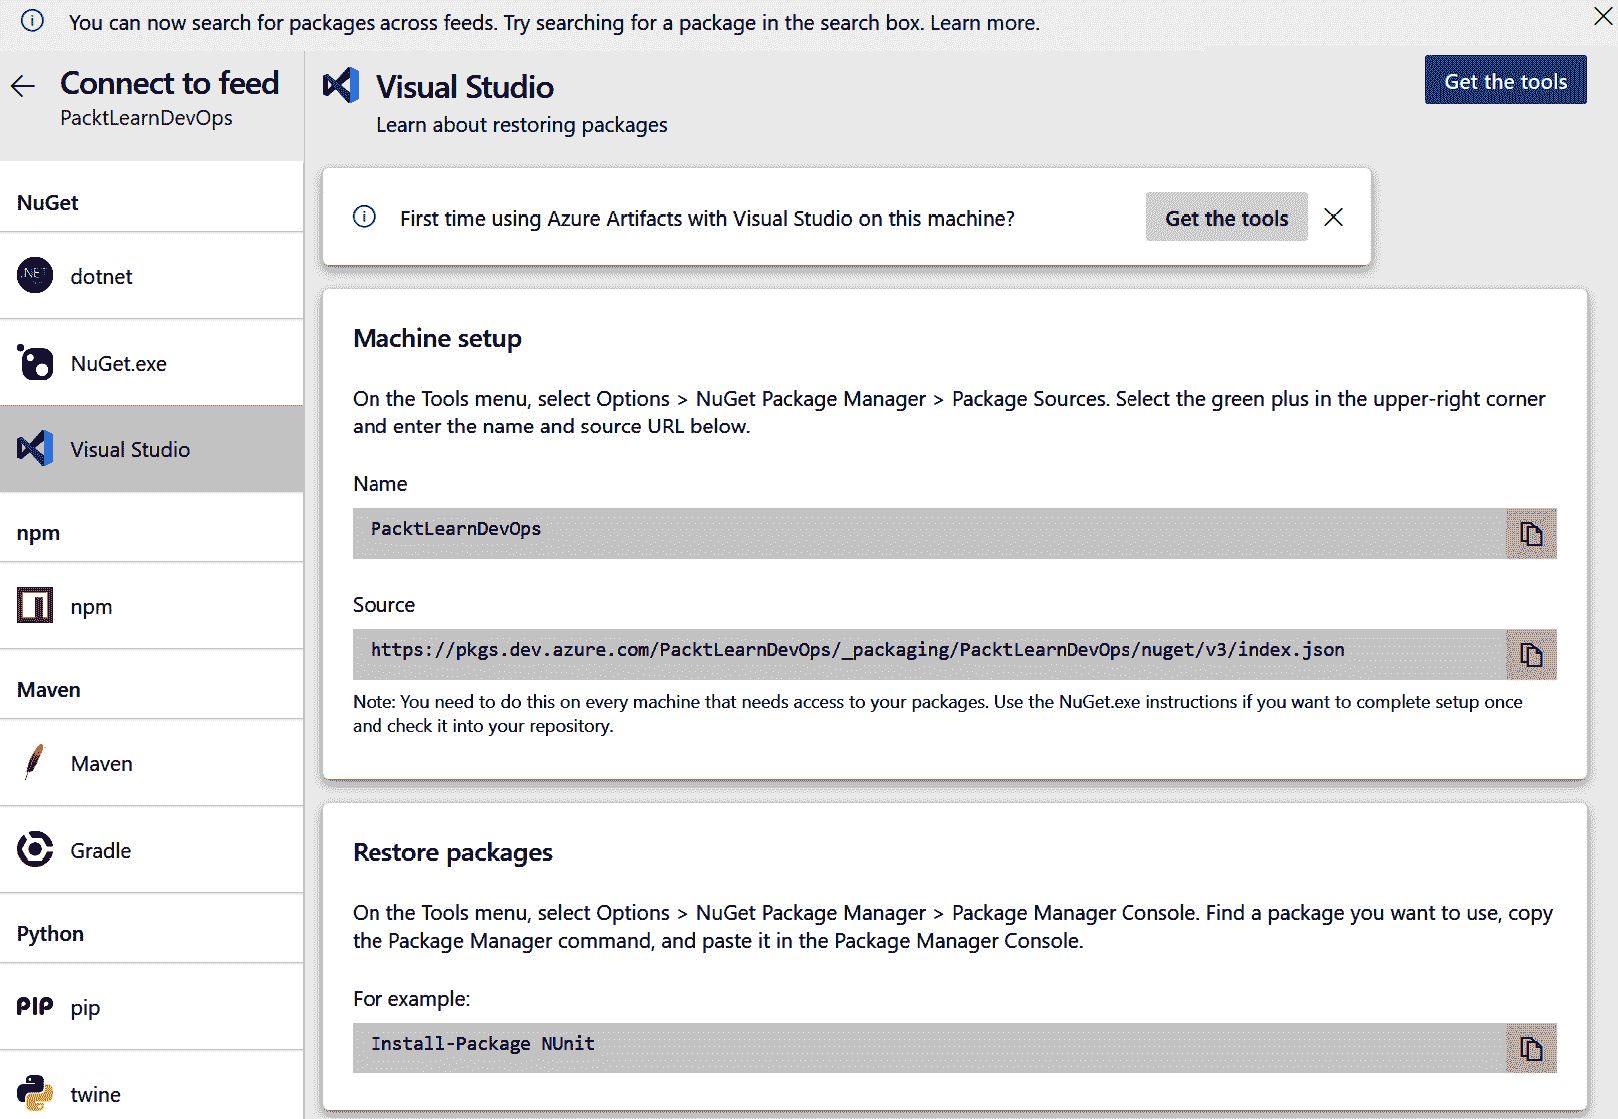 You can now search for packages across feeds. Try searching for a package in the search box. Learn more.
Connect to feed
PacktLearnDevOps
NuGet
.NET
dotnet
NuGet.exe
Visual Studio
npm
npm
Maven
Maven
Gradle
Python
PIP pip
twine
Visual Studio
Learn about restoring packages
Get the tools
First time using Azure Artifacts with Visual Studio on this machine?
Get the tools
Machine setup
On the Tools menu, select Options > NuGet Package Manager > Package Sources. Select the green plus in the upper-right corner
and enter the name and source URL below.
Name
PacktLearnDevOps
Source
https://pkgs.dev.azure.com/PacktLearnDevOps/_packaging/PacktLearnDevOps/nuget/v3/index.json
Note: You need to do this on every machine that needs access to your packages. Use the NuGet.exe instructions if you want to complete setup once
and check it into your repository.
Restore packages
On the Tools menu, select Options > NuGet Package Manager > Package Manager Console. Find a package you want to use, copy
the Package Manager command, and paste it in the Package Manager Console.
For example:
Install-Package NUnit